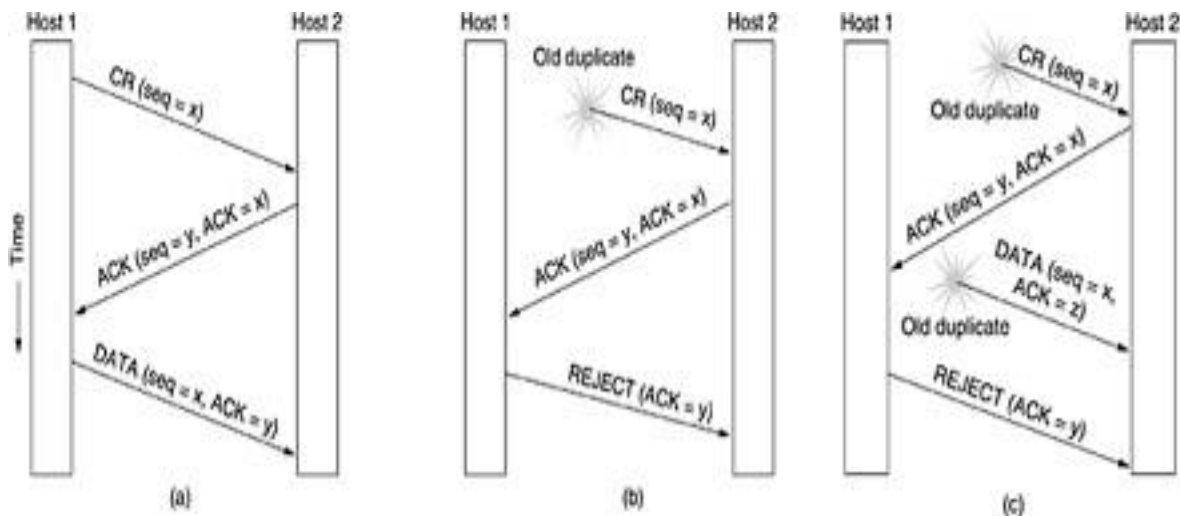 Host 1
Host 2
CR (seq = x)
ACK (seq = y, ACK = x)
DATA (seq = x, ACK = y)
Time
(a)
Host 1
Host 2
Old duplicate
CR (seq = x)
ACK (seq = y, ACK = x)
REJECT (ACK = y)
(b)
Host 1
Host 2
CR (seq = x)
Old duplicate
ACK (seq = y, ACK = x)
DATA (seq = x,
ACK = z)
Old duplicate
REJECT (ACK = y)
(c)